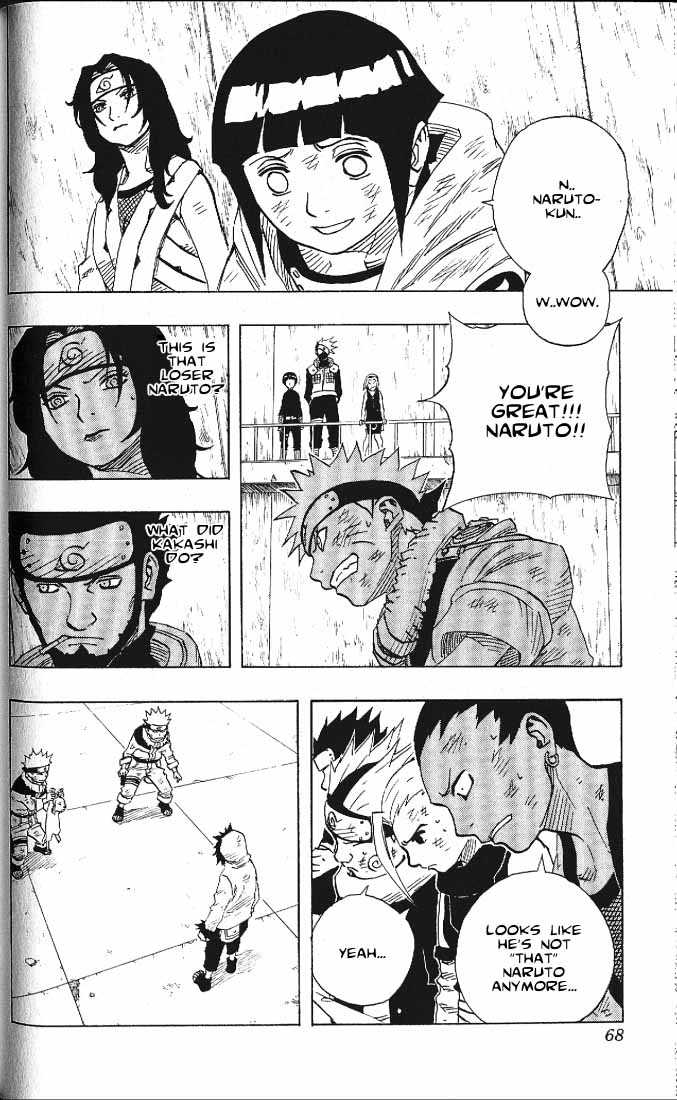 N..
NARUTO-
KUN..
W..WOW.
YOU'RE
GREAT!!!
NARUTO!!
THIS IS
THAT
LOSER
NARUTO?
WHAT DID
KAKASHI
DO?
LOOKS LIKE
HE'S NOT
"THAT"
NARUTO
ANYMORE...
YEAH...
68